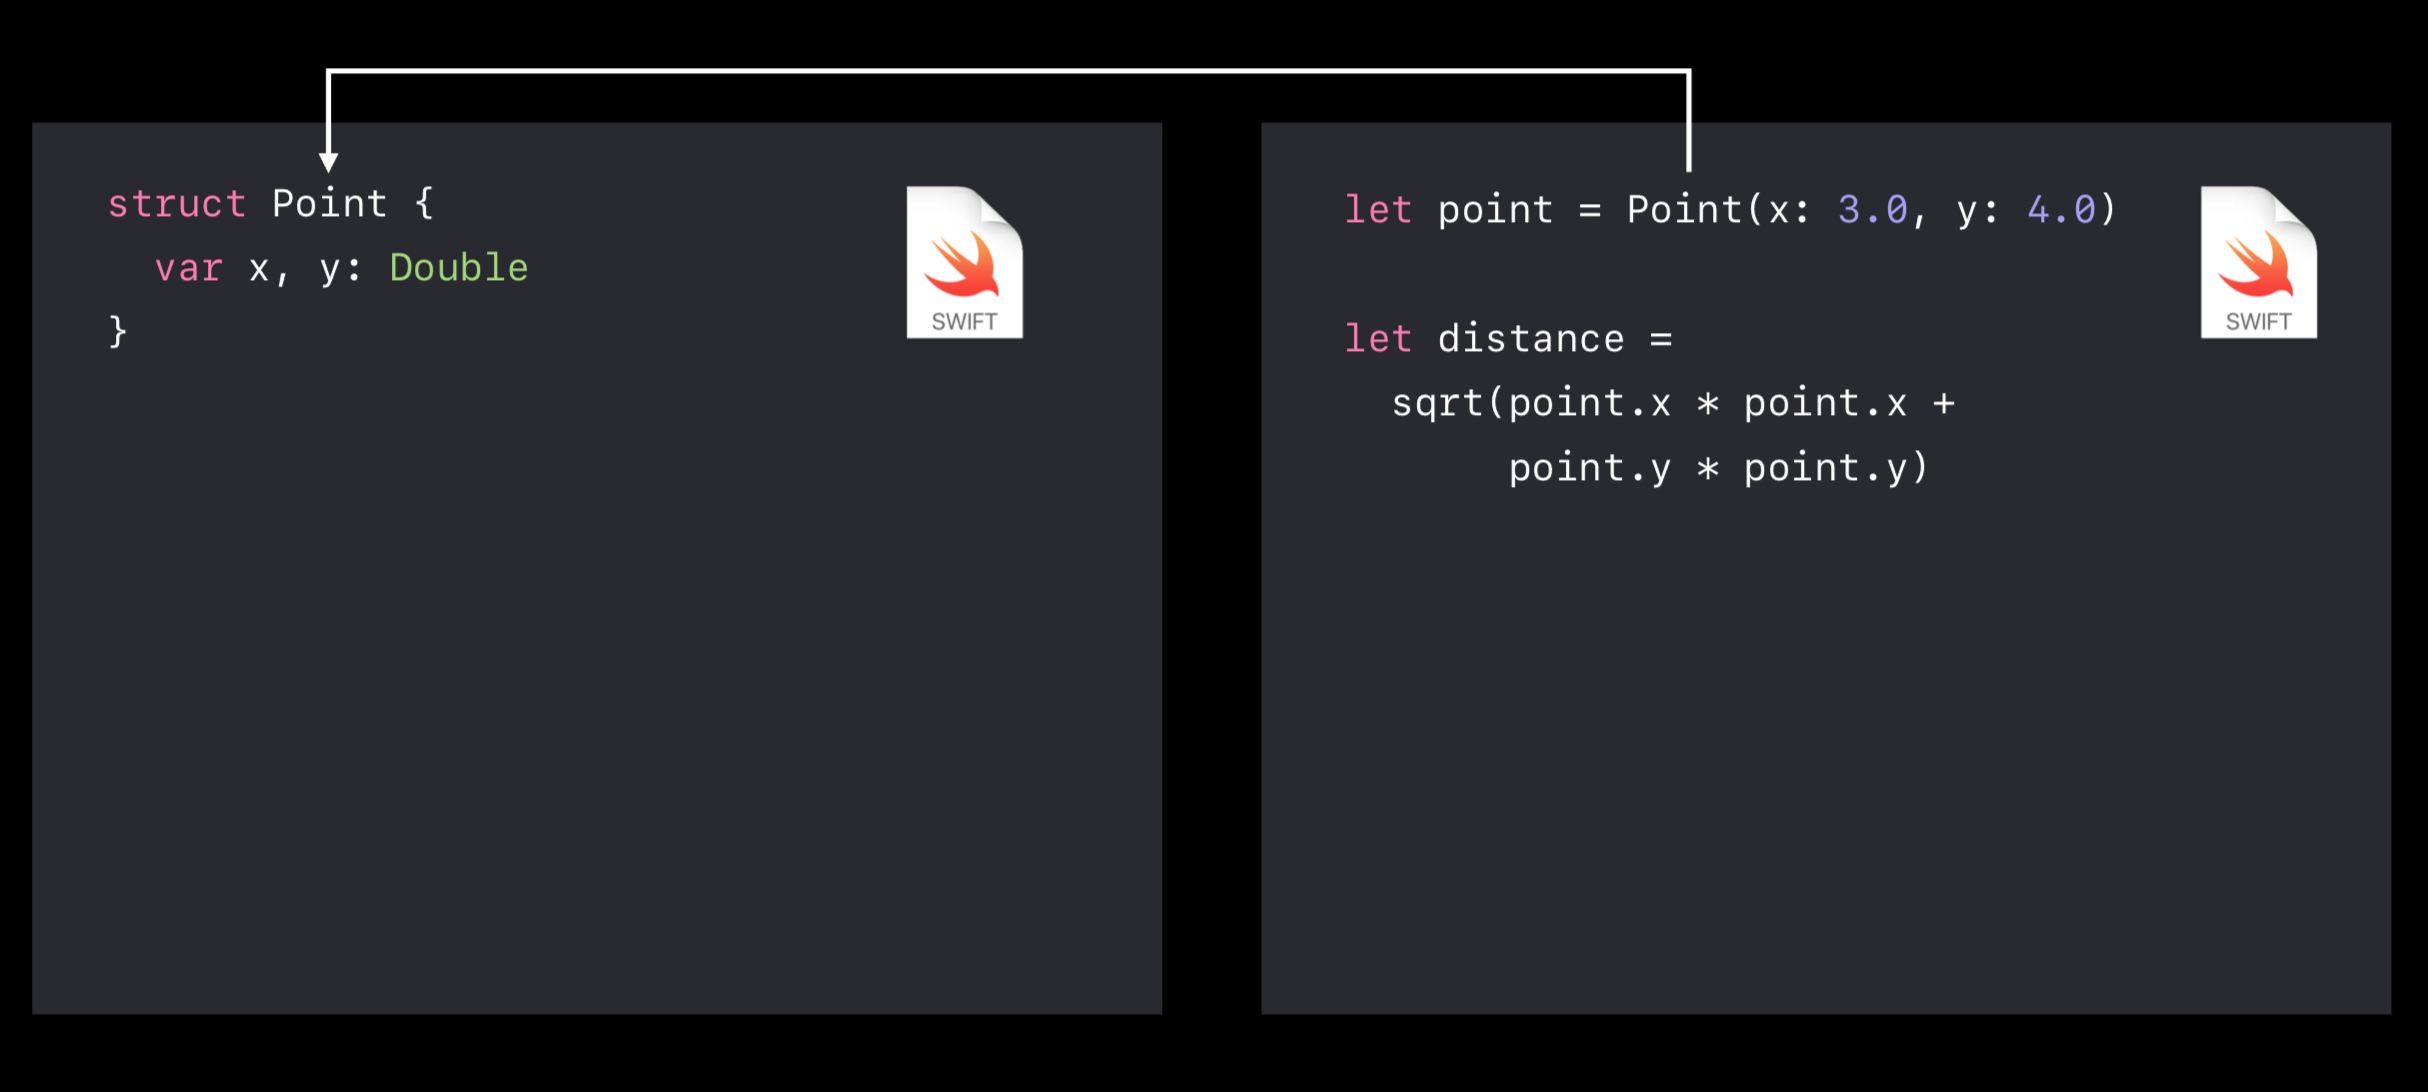 struct Point {
  var x, y: Double
}
SWIFT
let point = Point(x: 3.0, y: 4.0)
let distance =
  sqrt(point.x * point.x +
       point.y * point.y)
SWIFT